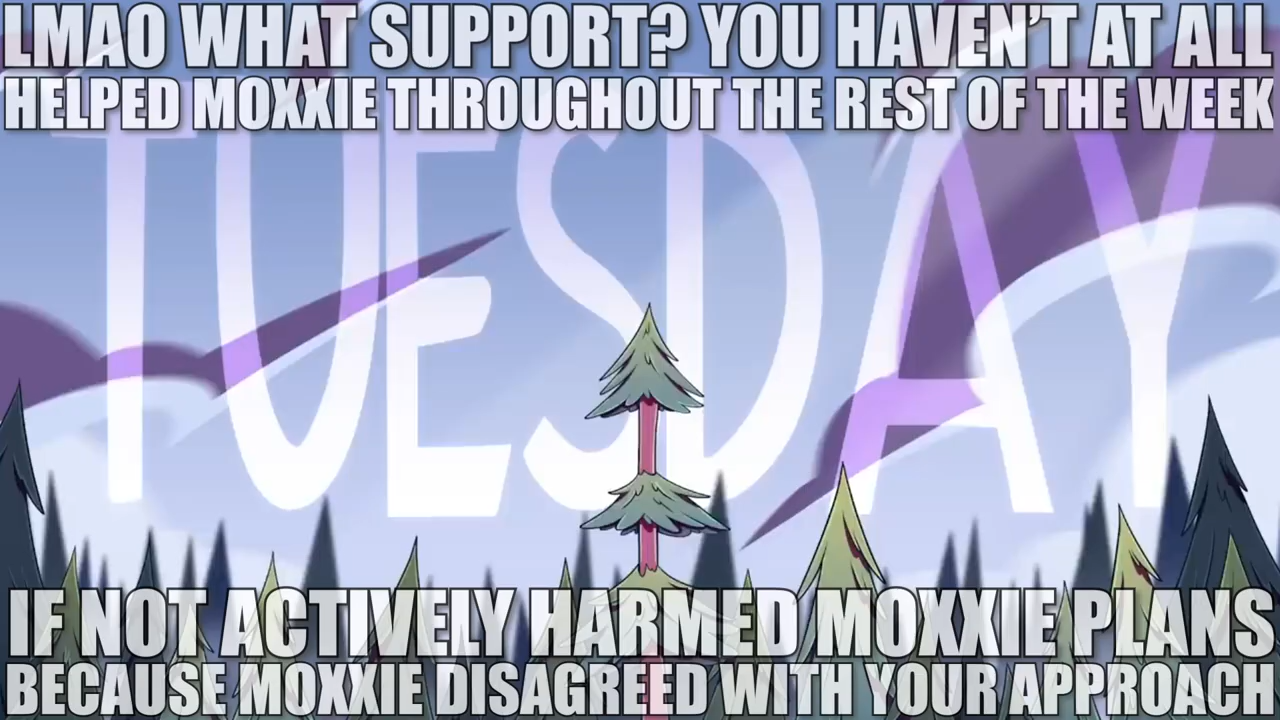 LMAO WHAT SUPPORT? YOU HAVEN'T AT ALL
HELPED MOXXIE THROUGHOUT THE REST OF THE WEEK
TUESDAY
IF NOT ACTIVELY HARMED MOXXIE PLANS
BECAUSE MOXXIE DISAGREED WITH YOUR APPROACH